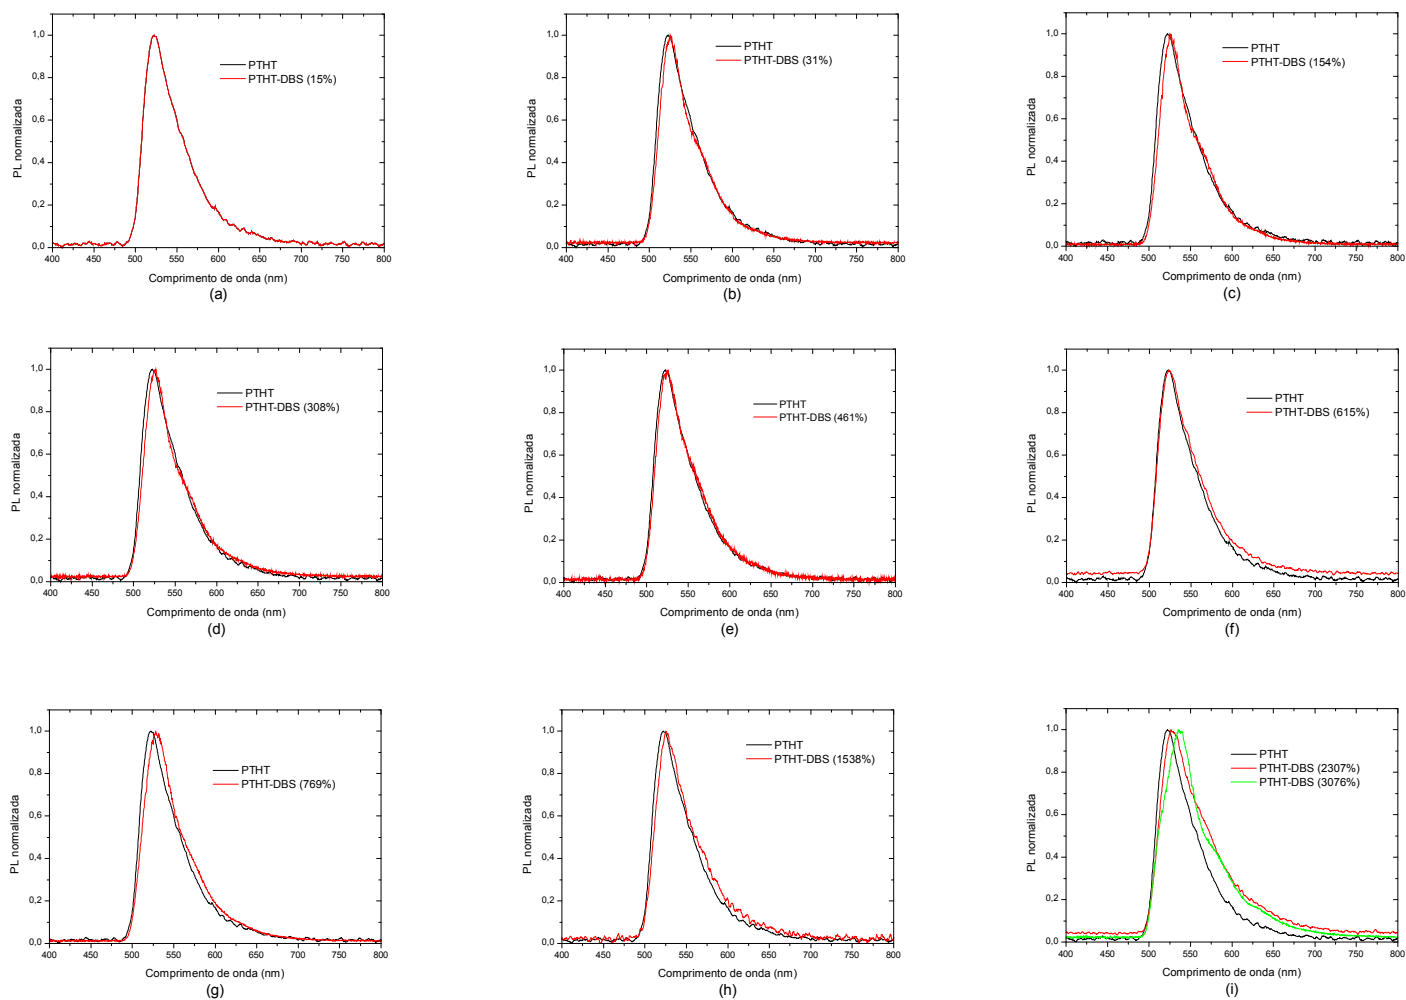 1,0
0,8
0,6
0,4
0,2
0,0
PL normalizada
PTHT
PTHT-DBS (15%)
400 450 500 550 600 650 700 750 800
Comprimento de onda (nm)
(a)
1,0
0,8
0,6
0,4
0,2
0,0
PL normalizada
PTHT
PTHT-DBS (31%)
400 450 500 550 600 650 700 750 800
Comprimento de onda (nm)
(b)
1,0
0,8
0,6
0,4
0,2
0,0
PL normalizada
PTHT
PTHT-DBS (154%)
400 450 500 550 600 650 700 750 800
Comprimento de onda (nm)
(c)
1,0
0,8
0,6
0,4
0,2
0,0
PL normalizada
PTHT
PTHT-DBS (308%)
400 450 500 550 600 650 700 750 800
Comprimento de onda (nm)
(d)
1,0
0,8
0,6
0,4
0,2
0,0
PL normalizada
PTHT
PTHT-DBS (461%)
400 450 500 550 600 650 700 750 800
Comprimento de onda (nm)
(e)
1,0
0,8
0,6
0,4
0,2
0,0
PL normalizada
PTHT
PTHT-DBS (615%)
400 450 500 550 600 650 700 750 800
Comprimento de onda (nm)
(f)
1,0
0,8
0,6
0,4
0,2
0,0
PL normalizada
PTHT
PTHT-DBS (769%)
400 450 500 550 600 650 700 750 800
Comprimento de onda (nm)
(g)
1,0
0,8
0,6
0,4
0,2
0,0
PL normalizada
PTHT
PTHT-DBS (1538%)
400 450 500 550 600 650 700 750 800
Comprimento de onda (nm)
(h)
1,0
0,8
0,6
0,4
0,2
0,0
PL normalizada
PTHT
PTHT-DBS (2307%)
PTHT-DBS (3076%)
400 450 500 550 600 650 700 750 800
Comprimento de onda (nm)
(i)